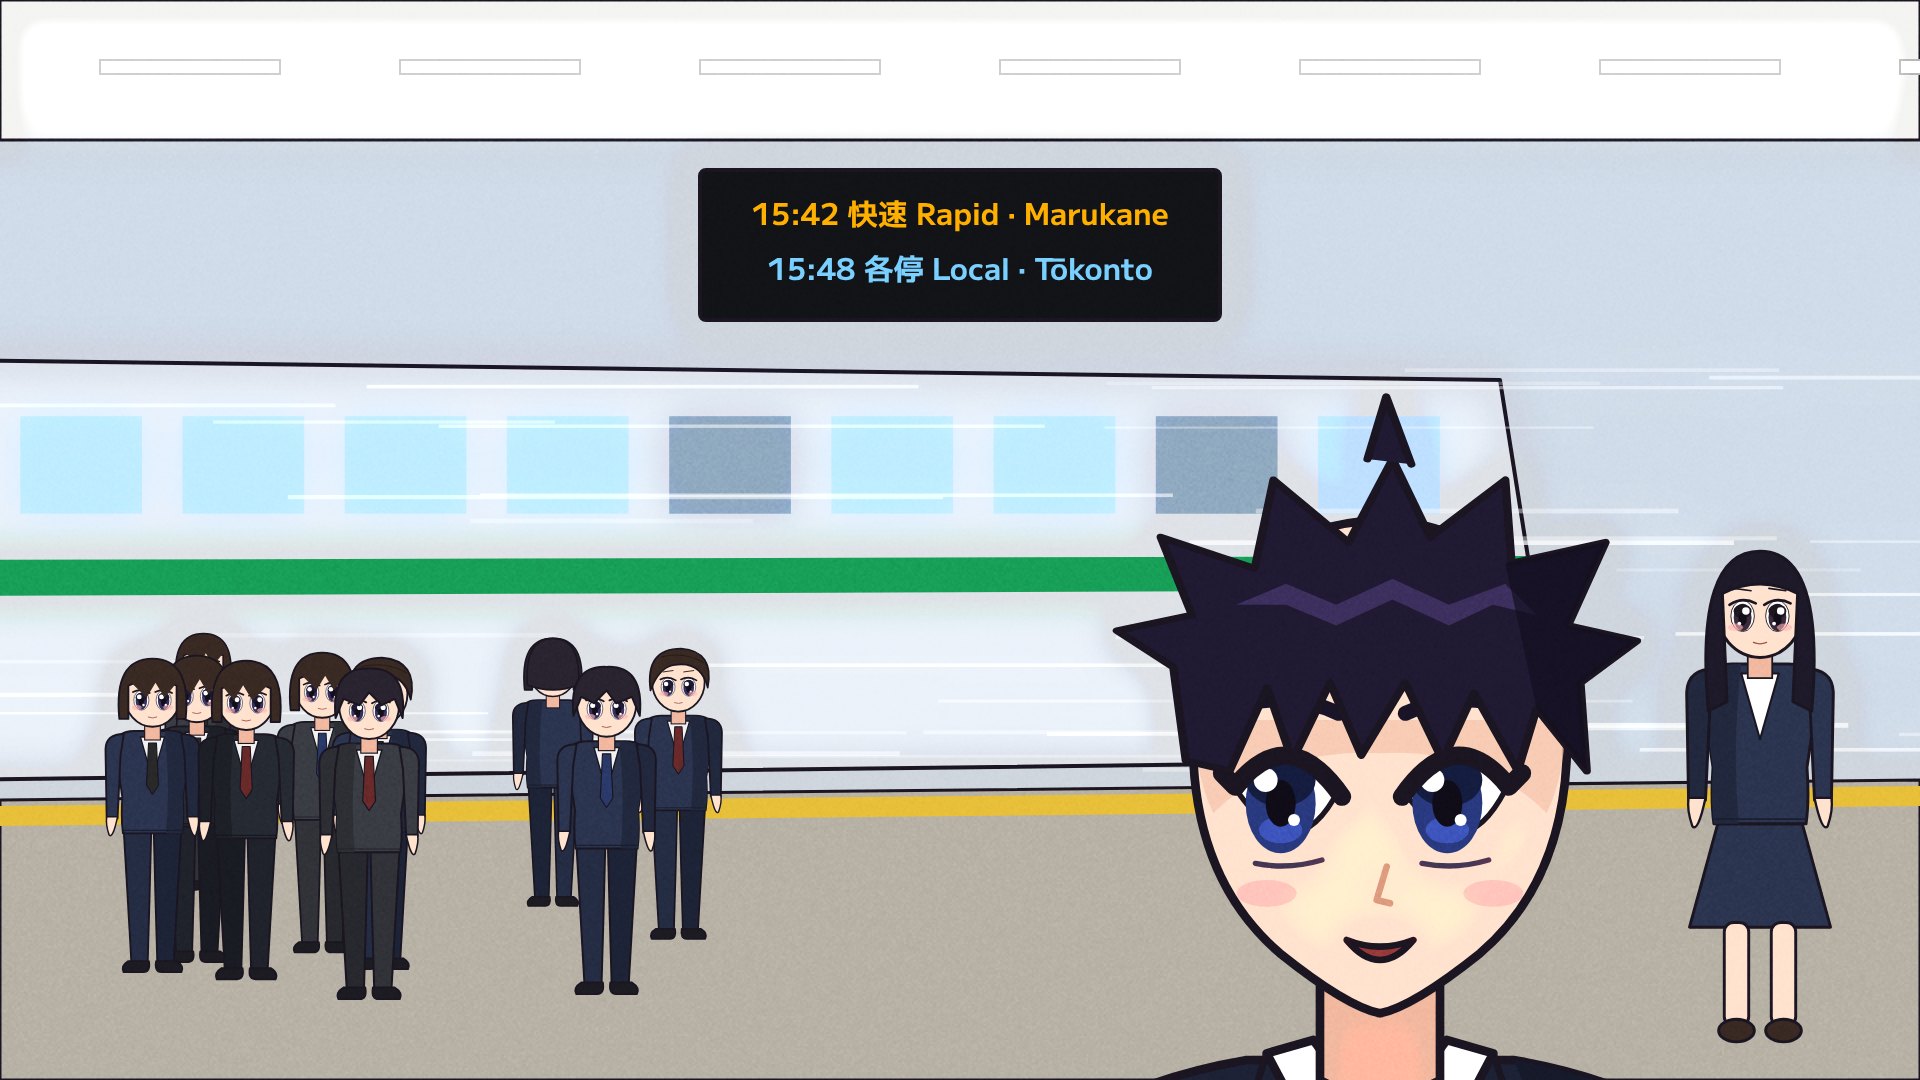 15:42 快速 Rapid · Marukane
15:48 各停 Local · Tōkonto